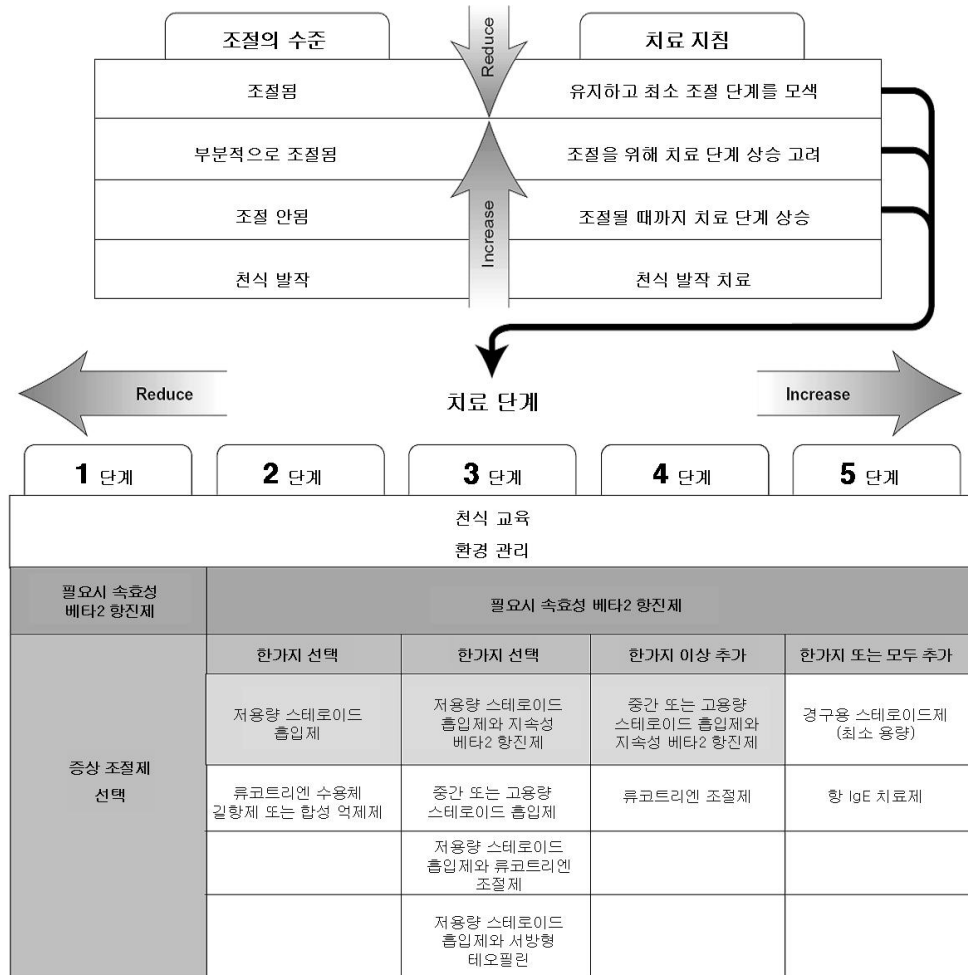 조절의 수준
Reduce
치료 지침
조절됨
유지하고 최소 조절 단계를 모색
부분적으로 조절됨
조절을 위해 치료 단계 상승 고려
조절 안됨
Increase
조절될 때까지 치료 단계 상승
천식 발작
천식 발작 치료
Reduce
치료 단계
Increase
1 단계
2 단계
3 단계
4 단계
5 단계
천식 교육
환경 관리
필요시 속효성
베타2 항진제
필요시 속효성 베타2 항진제
증상 조절제
선택
한가지 선택
한가지 선택
한가지 이상 추가
한가지 또는 모두 추가
저용량 스테로이드
흡입제
저용량 스테로이드
흡입제와 지속성
베타2 항진제
중간 또는 고용량
스테로이드 흡입제와
지속성 베타2 항진제
경구용 스테로이드제
(최소 용량)
류코트리엔 수용체
길항제 또는 합성 억제제
중간 또는 고용량
스테로이드 흡입제
류코트리엔 조절제
항 IgE 치료제
저용량 스테로이드
흡입제와 류코트리엔
조절제
저용량 스테로이드
흡입제와 서방형
테오필린